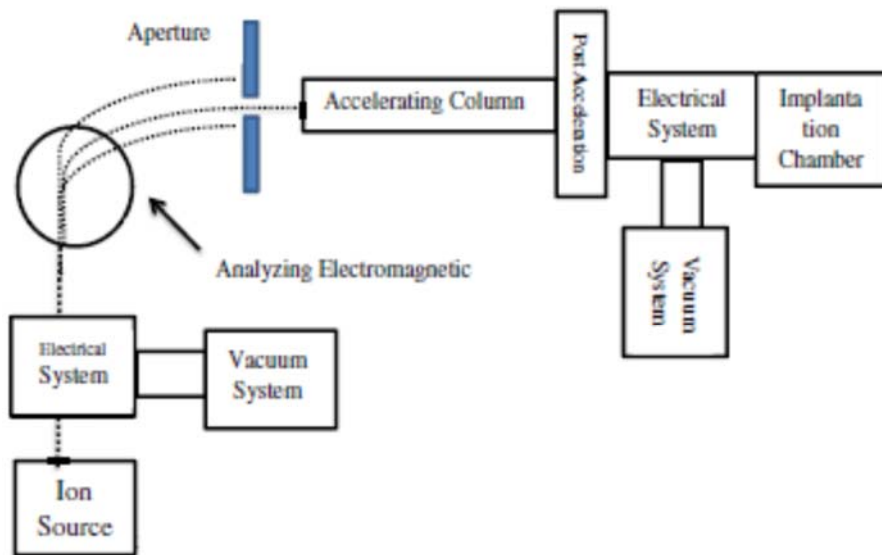 Aperture
Accelerating Column
Post Acceleration
Electrical
System
Implanta
tion
Chamber
Vacuum
System
Analyzing Electromagnetic
Electrical
System
Vacuum
System
Ion
Source